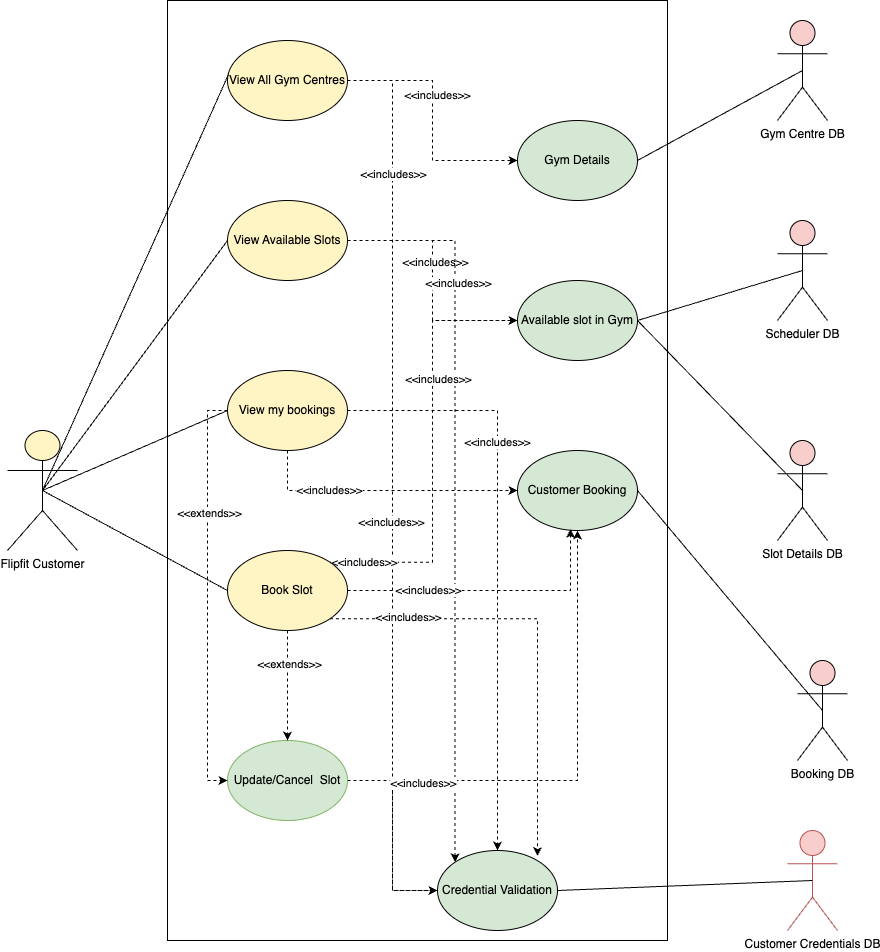 View All Gym Centres
<<includes>>
Gym Details
Gym Centre DB
<<includes>>
View Available Slots
<<includes>>
<<includes>>
Available slot in Gym
Scheduler DB
<<includes>>
View my bookings
<<includes>>
<<includes>>
Customer Booking
<<extends>>
<<includes>>
Flipfit Customer
Slot Details DB
<<includes>>
Book Slot
<<includes>>
<<includes>>
<<extends>>
Update/Cancel  Slot
<<includes>>
Booking DB
Credential Validation
Customer Credentials DB